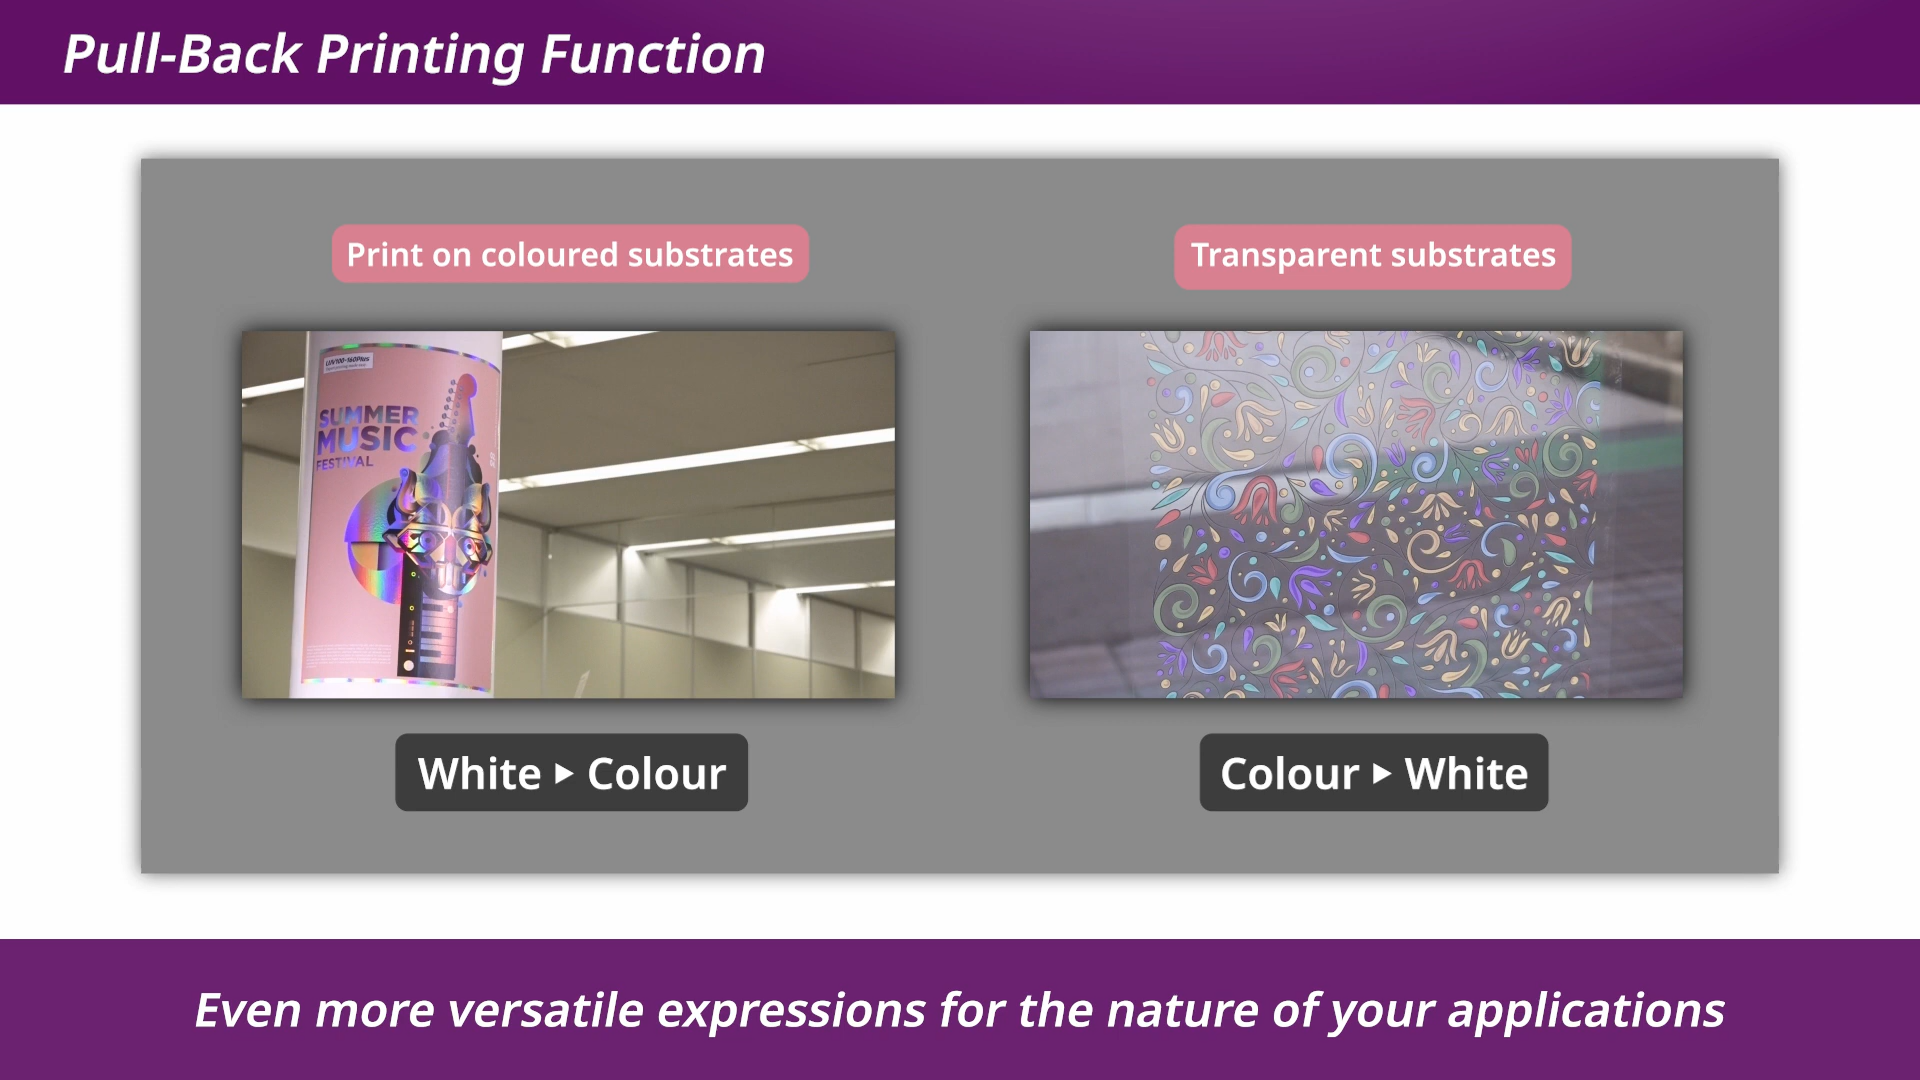 Pull-Back Printing Function
Print on coloured substrates
Transparent substrates
SUMMER
MUSIC
FESTIVAL
White ▶ Colour
Colour ▶ White
Even more versatile expressions for the nature of your applications